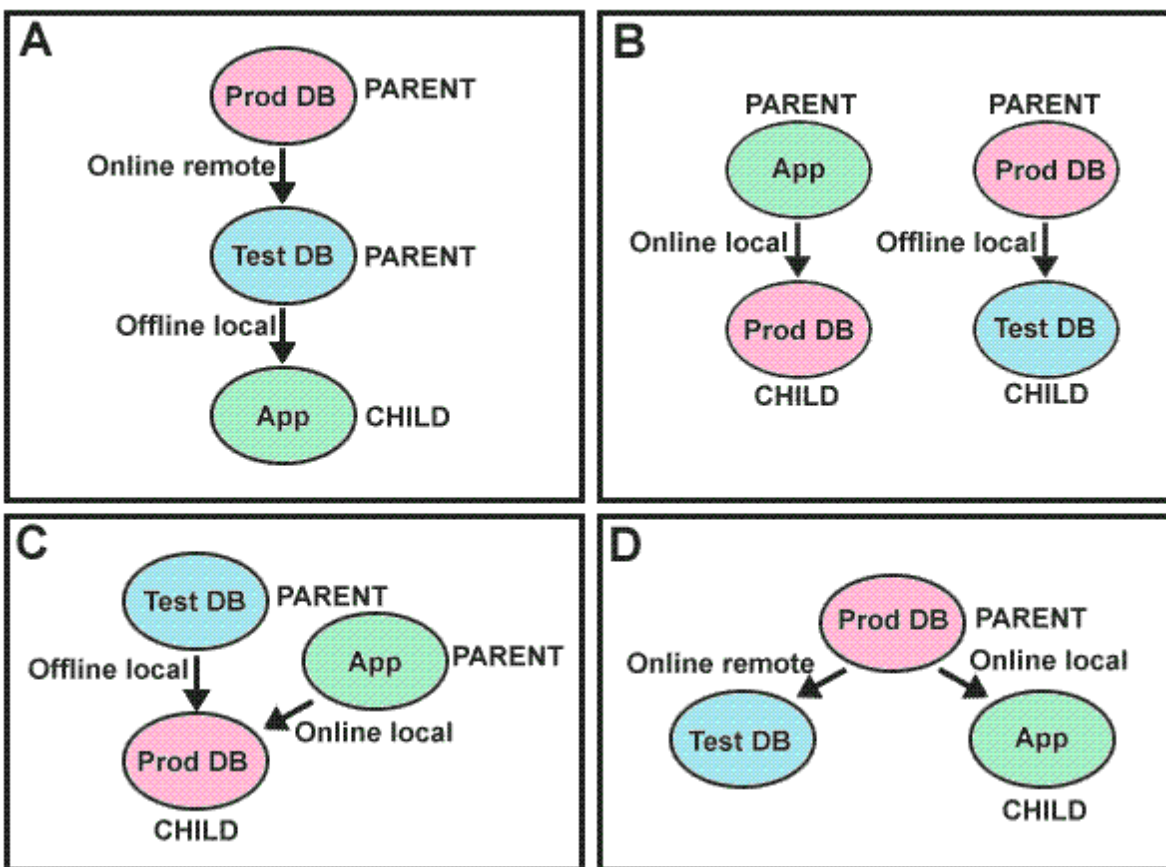 A
Prod DB
PARENT
Online remote
Test DB
PARENT
Offline local
App
CHILD
B
PARENT
PARENT
App
Prod DB
Online local
Offline local
Prod DB
Test DB
CHILD
CHILD
C
Test DB
PARENT
App
PARENT
Offline local
Online local
Prod DB
CHILD
D
Prod DB
PARENT
Online remote
Online local
Test DB
App
CHILD